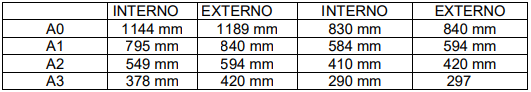 INTERNO EXTERNO INTERNO EXTERNO
A0 1144 mm 1189 mm 830 mm 840 mm
A1 795 mm 840 mm 584 mm 594 mm
A2 549 mm 594 mm 410 mm 420 mm
A3 378 mm 420 mm 290 mm 297